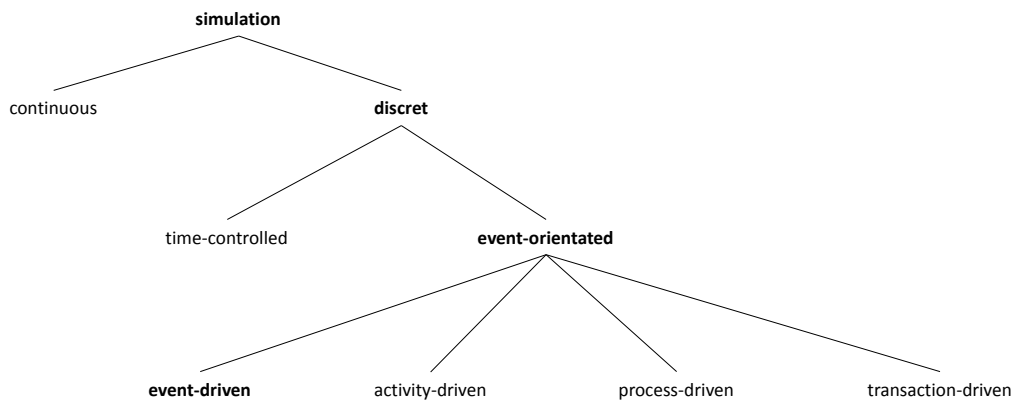 simulation
continuous discret
time-controlled event-orientated
event-driven activity-driven process-driven transaction-driven